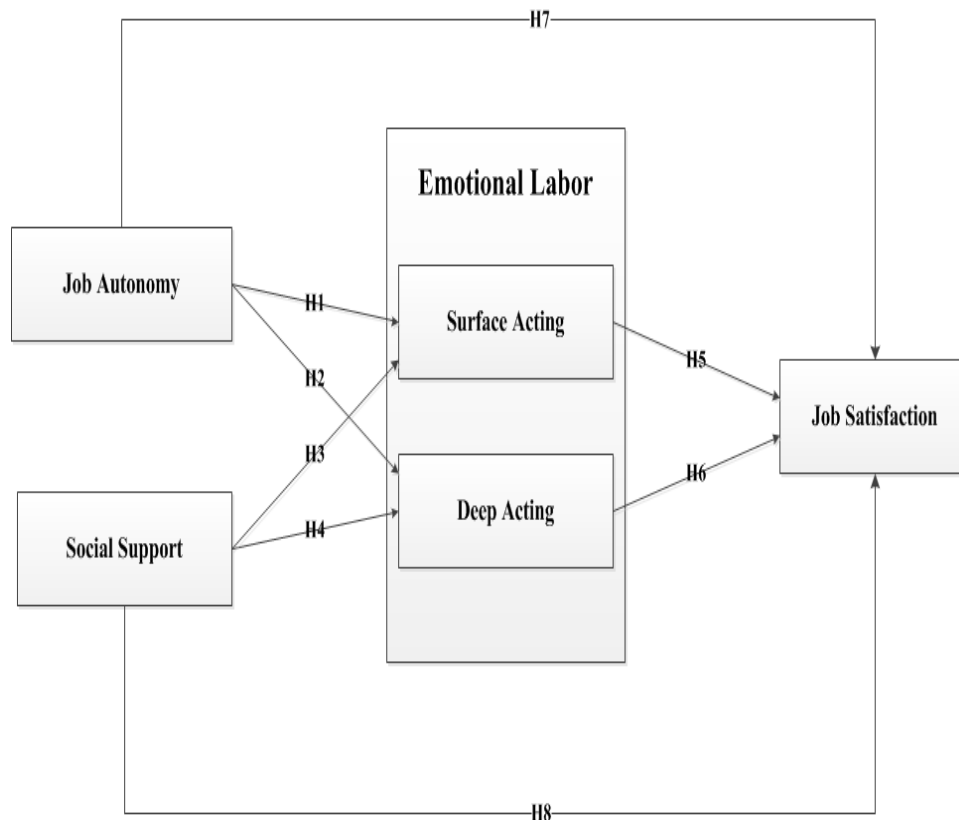 H7
Emotional Labor
Job Autonomy
H1
Surface Acting
H2
H5
Job Satisfaction
H3
H6
Deep Acting
H4
Social Support
H8